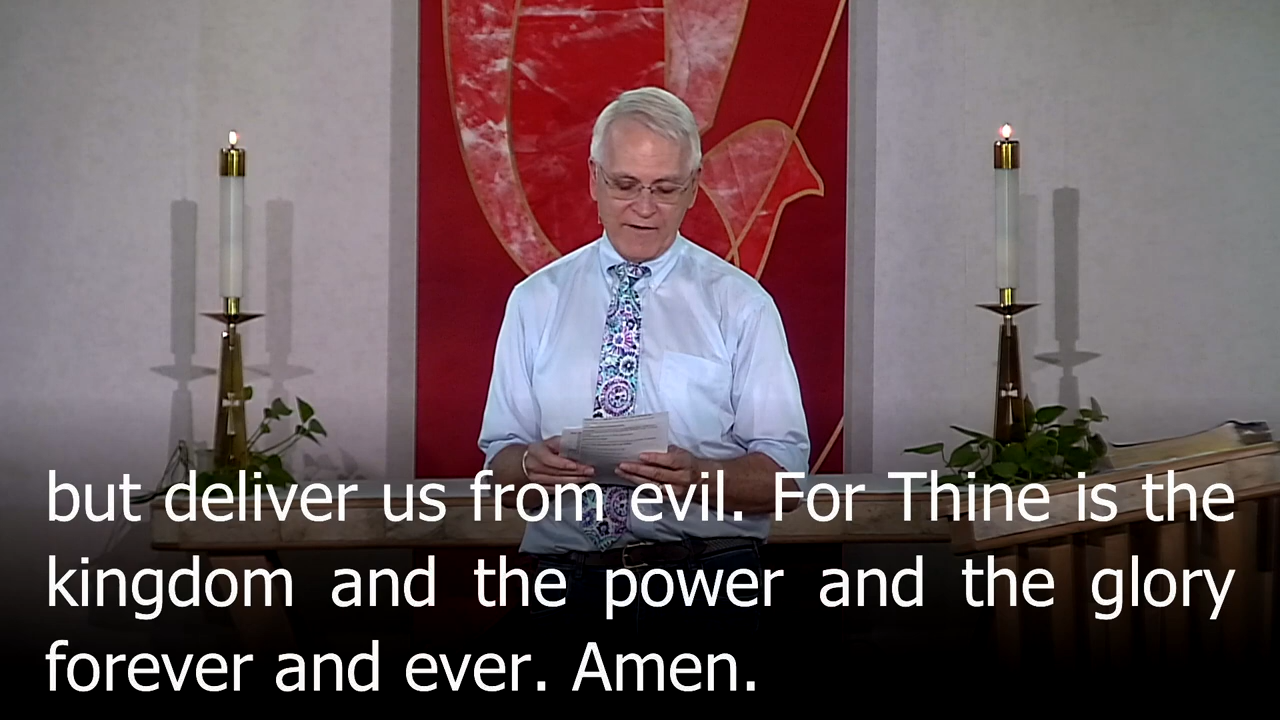 but deliver us from evil. For Thine is the
kingdom and the power and the glory
forever and ever. Amen.